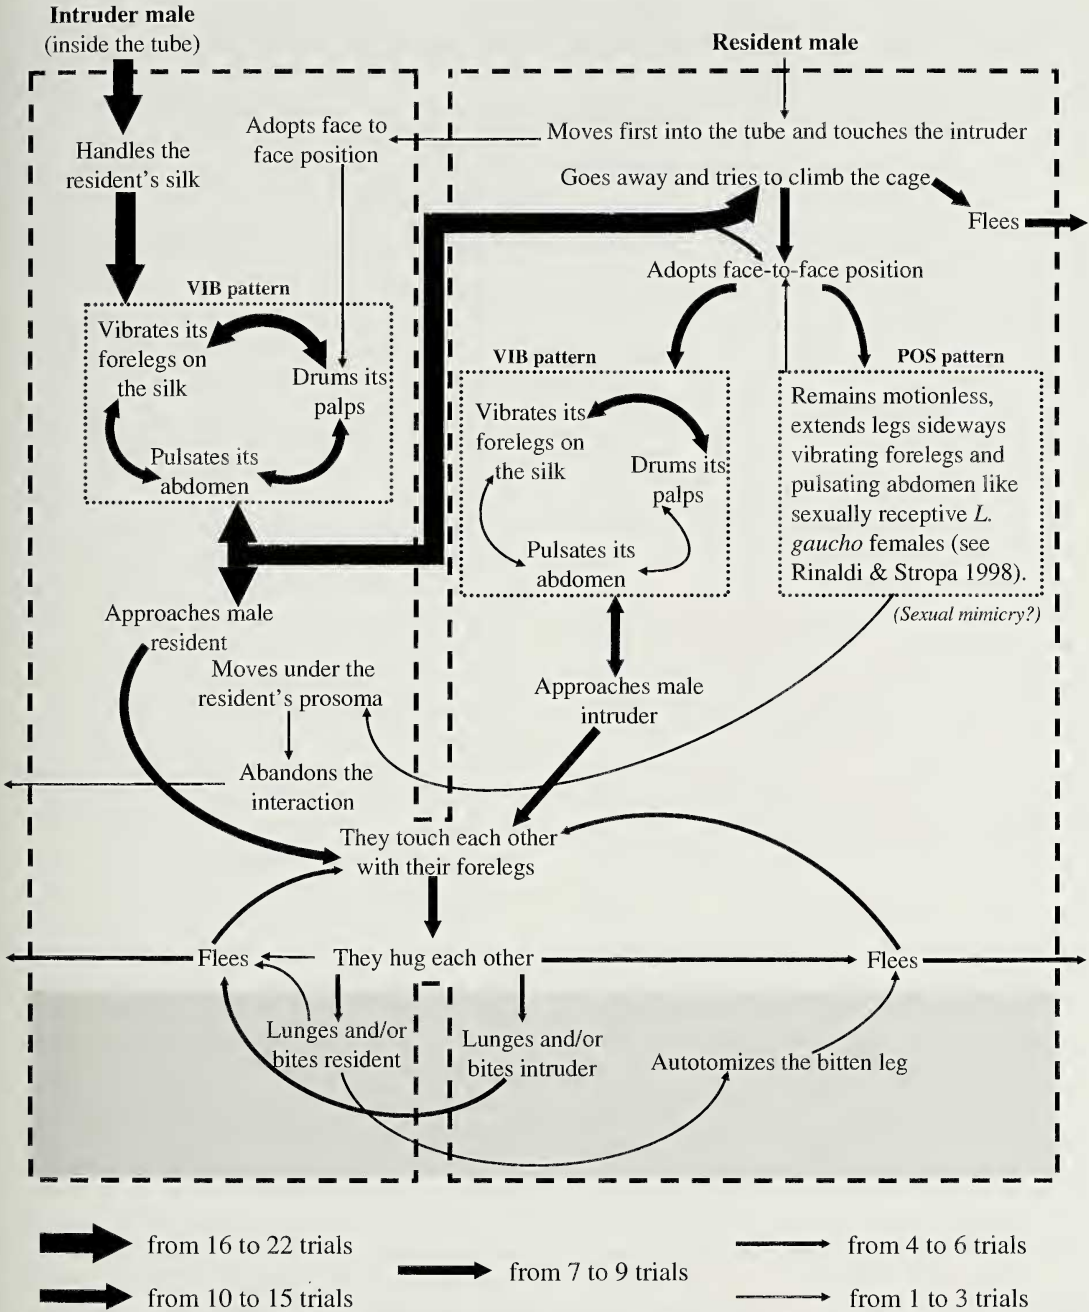 Intruder male
(inside the tube)
Handles the
resident's silk
Adopts face to
face position
VIB pattern
Vibrates its
forelegs on
the silk
Drums its
palps
Pulsates its
abdomen
Approaches male
resident
Moves under the
resident's prosoma
Abandons the
interaction
Resident male
Moves first into the tube and touches the intruder
Goes away and tries to climb the cage
Flees
Adopts face-to-face position
VIB pattern
Vibrates its
forelegs on
the silk
Drums its
palps
Pulsates its
abdomen
POS pattern
Remains motionless,
extends legs sideways
vibrating forelegs and
pulsating abdomen like
sexually receptive L.
gaucho females (see
Rinaldi & Stropa 1998).
(Sexual mimicry?)
Approaches male
intruder
They touch each other
with their forelegs
Flees
They hug each other
Flees
Lunges and/or
bites resident
Lunges and/or
bites intruder
Autotomizes the bitten leg
from 16 to 22 trials
from 10 to 15 trials
from 7 to 9 trials
from 4 to 6 trials
from 1 to 3 trials